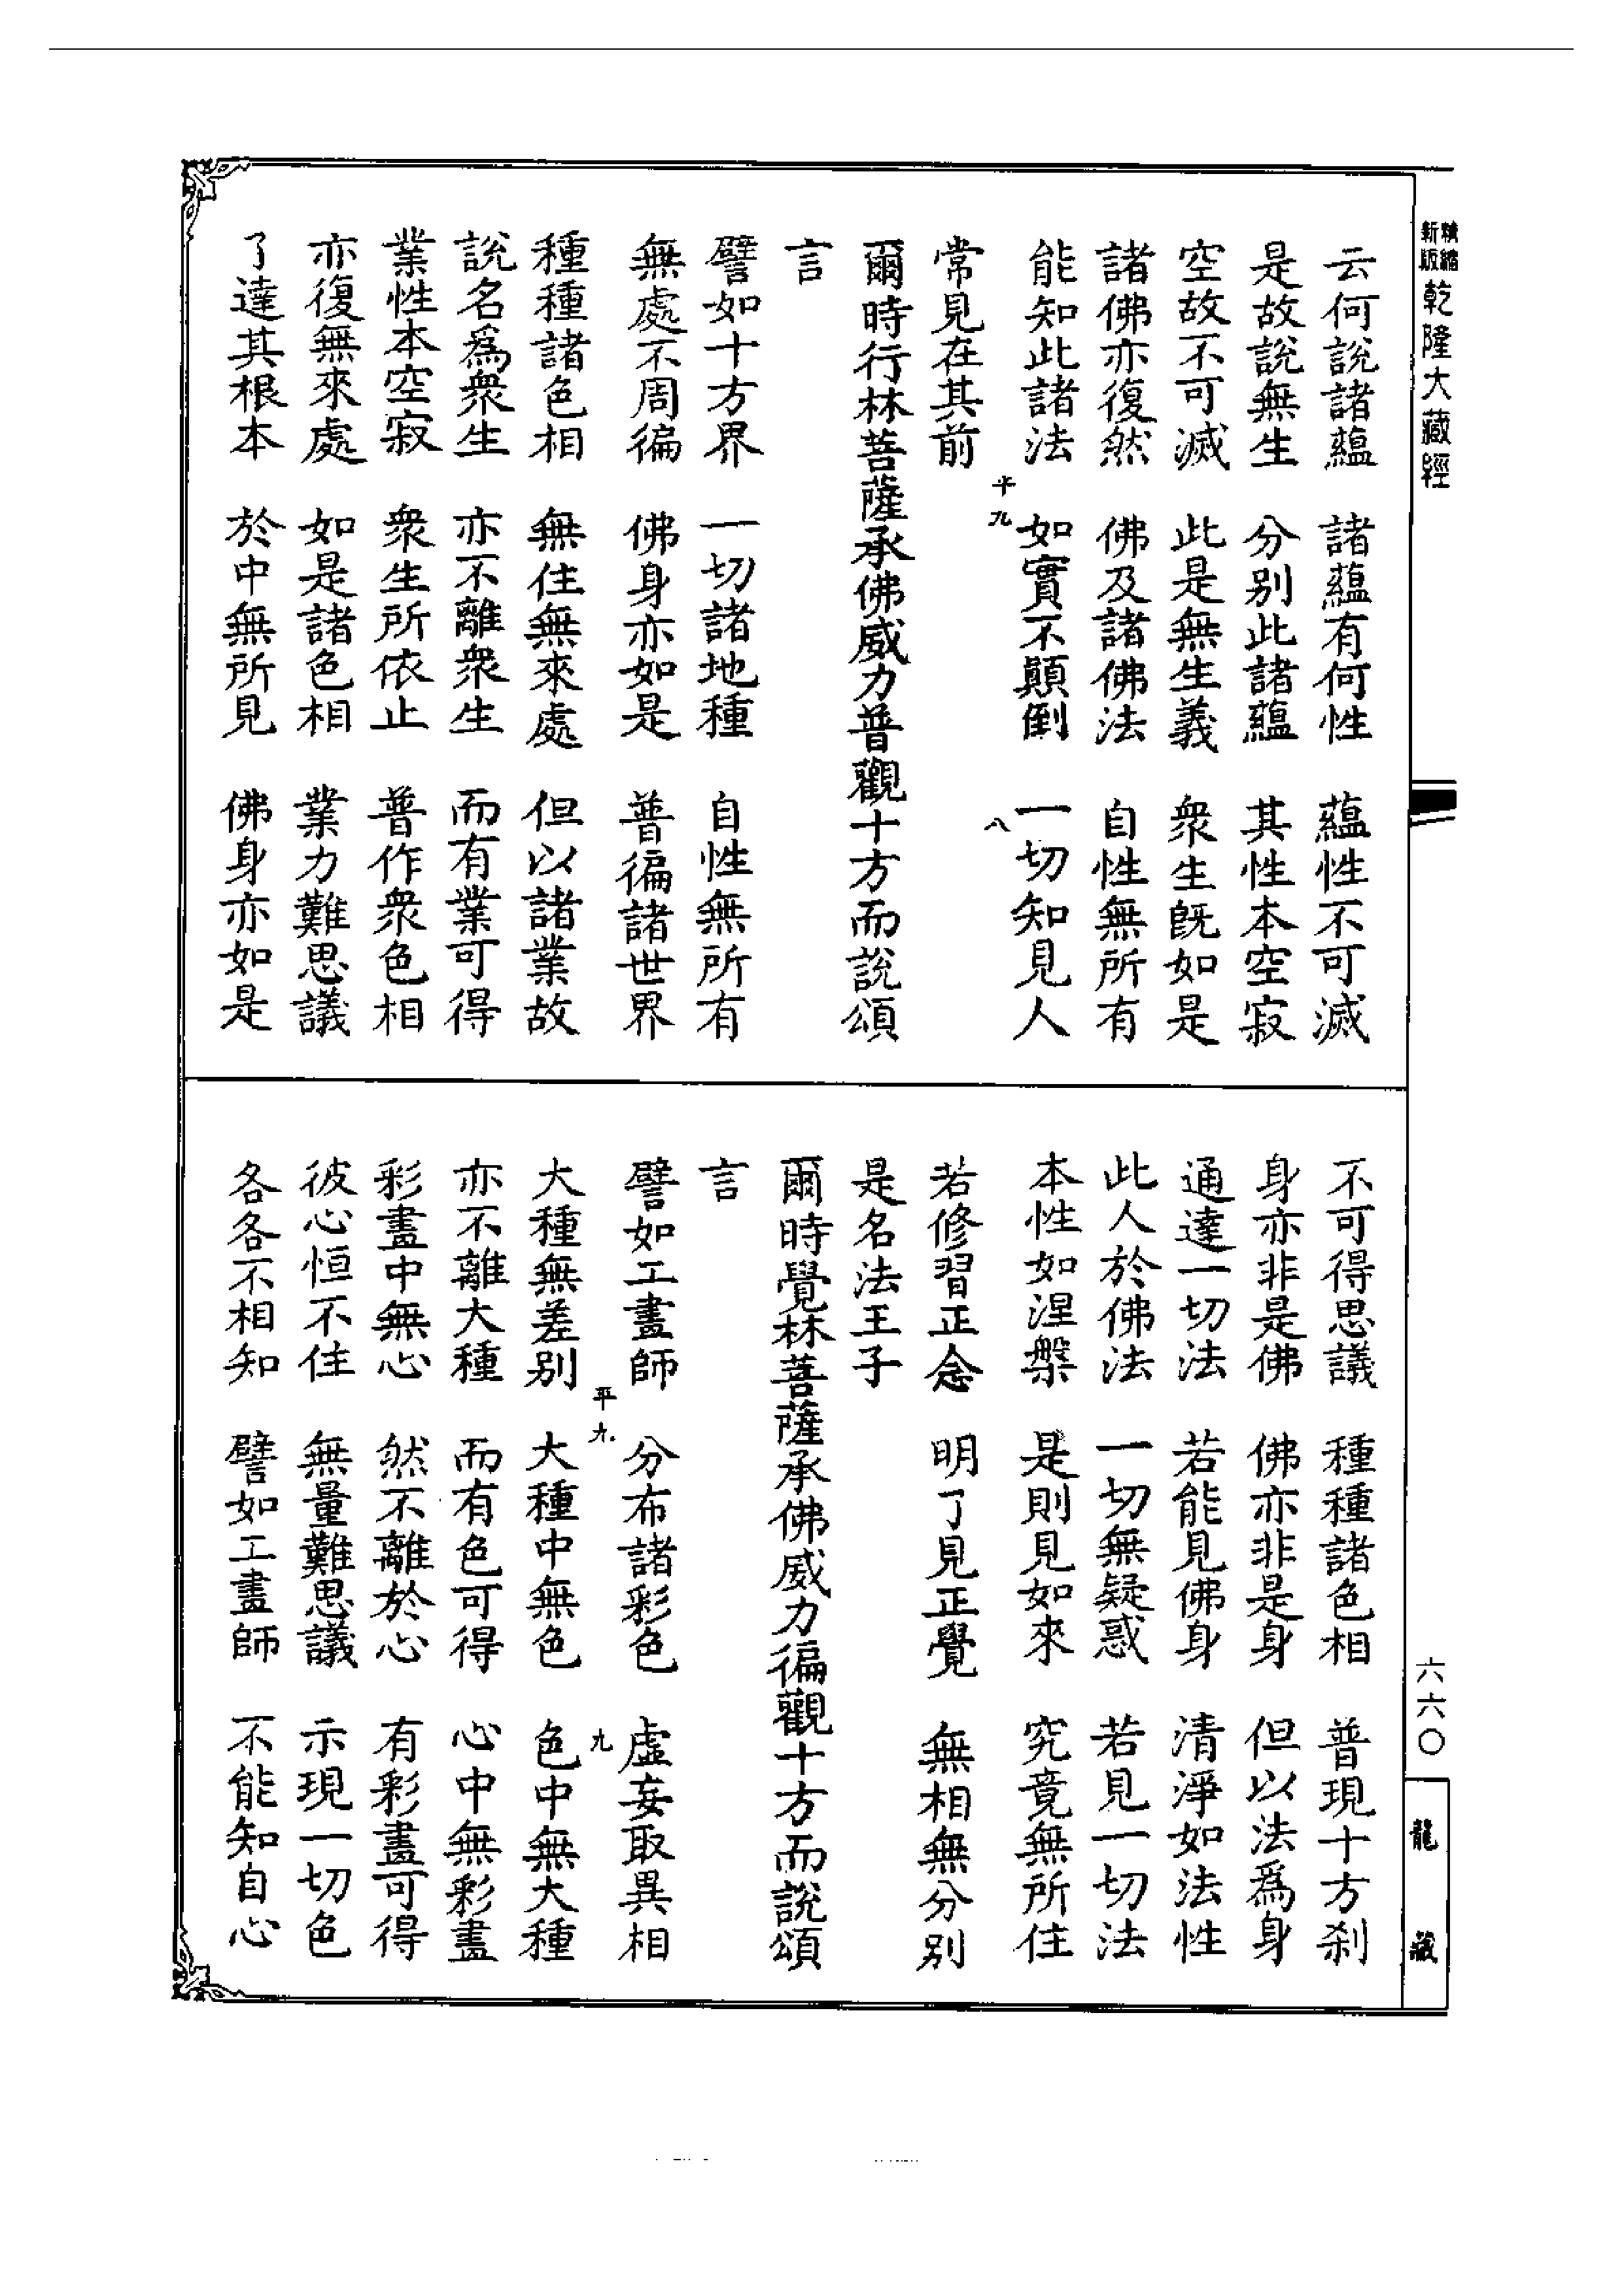 精縮新版乾隆大藏經
云何說諸蘊　諸蘊有何性　蘊性不可滅
是故說無生　分別此諸蘊　其性本空寂
空故不可滅　此是無生義　衆生旣如是
諸佛亦復然　佛及諸佛法　自性無所有
能知此諸法　如實不顛倒　一切知見人
平九　八
常見在其前
爾時行林菩薩承佛威力普觀十方而說頌
言
譬如十方界　一切諸地種　自性無所有
無處不周徧　佛身亦如是　普徧諸世界
種種諸色相　無住無來處　但以諸業故
說名爲衆生　亦不離衆生　而有業可得
業性本空寂　衆生所依止　普作衆色相
亦復無來處　如是諸色相　業力難思議
了達其根本　於中無所見　佛身亦如是
不可得思議　種種諸色相　普現十方刹
身亦非是佛　佛亦非是身　但以法爲身
通達一切法　若能見佛身　清淨如法性
此人於佛法　一切無疑惑　若見一切法
本性如涅槃　是則見如來　究竟無所住
若修習正念　明了見正覺　無相無分別
是名法王子
爾時覺林菩薩承佛威力徧觀十方而說頌
言
譬如工畫師　分布諸彩色　虛妄取異相
平九　九
大種無差別　大種中無色　色中無大種
亦不離大種　而有色可得　心中無彩畫
彩畫中無心　然不離於心　有彩畫可得
彼心恒不住　無量難思議　示現一切色
各各不相知　譬如工畫師　不能知自心
六六〇
龍藏